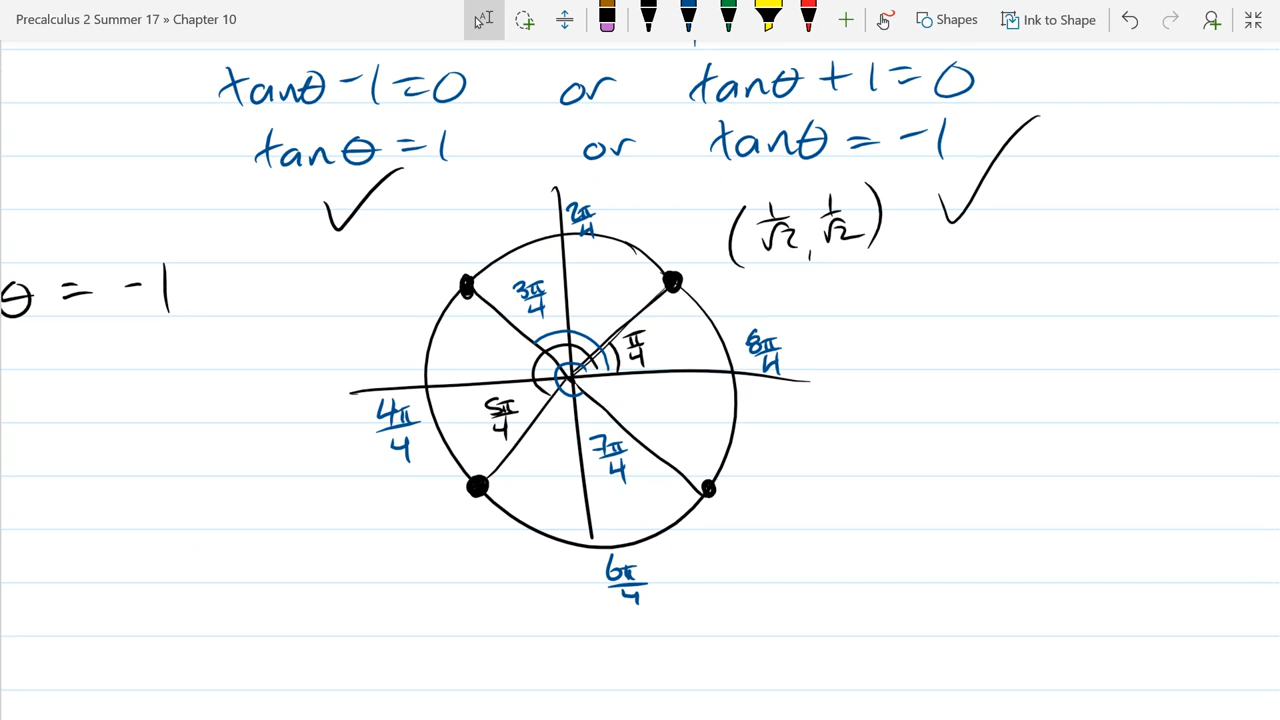 Precalculus 2 Summer 17 » Chapter 10
Shapes
Ink to Shape
tanθ - 1 = 0 or tanθ + 1 = 0
tanθ = 1 or tanθ = -1
(1/√2, 1/√2)
2π/4
θ = -1
3π/4
π/4
8π/4
4π/4
5π/4
7π/4
6π/4